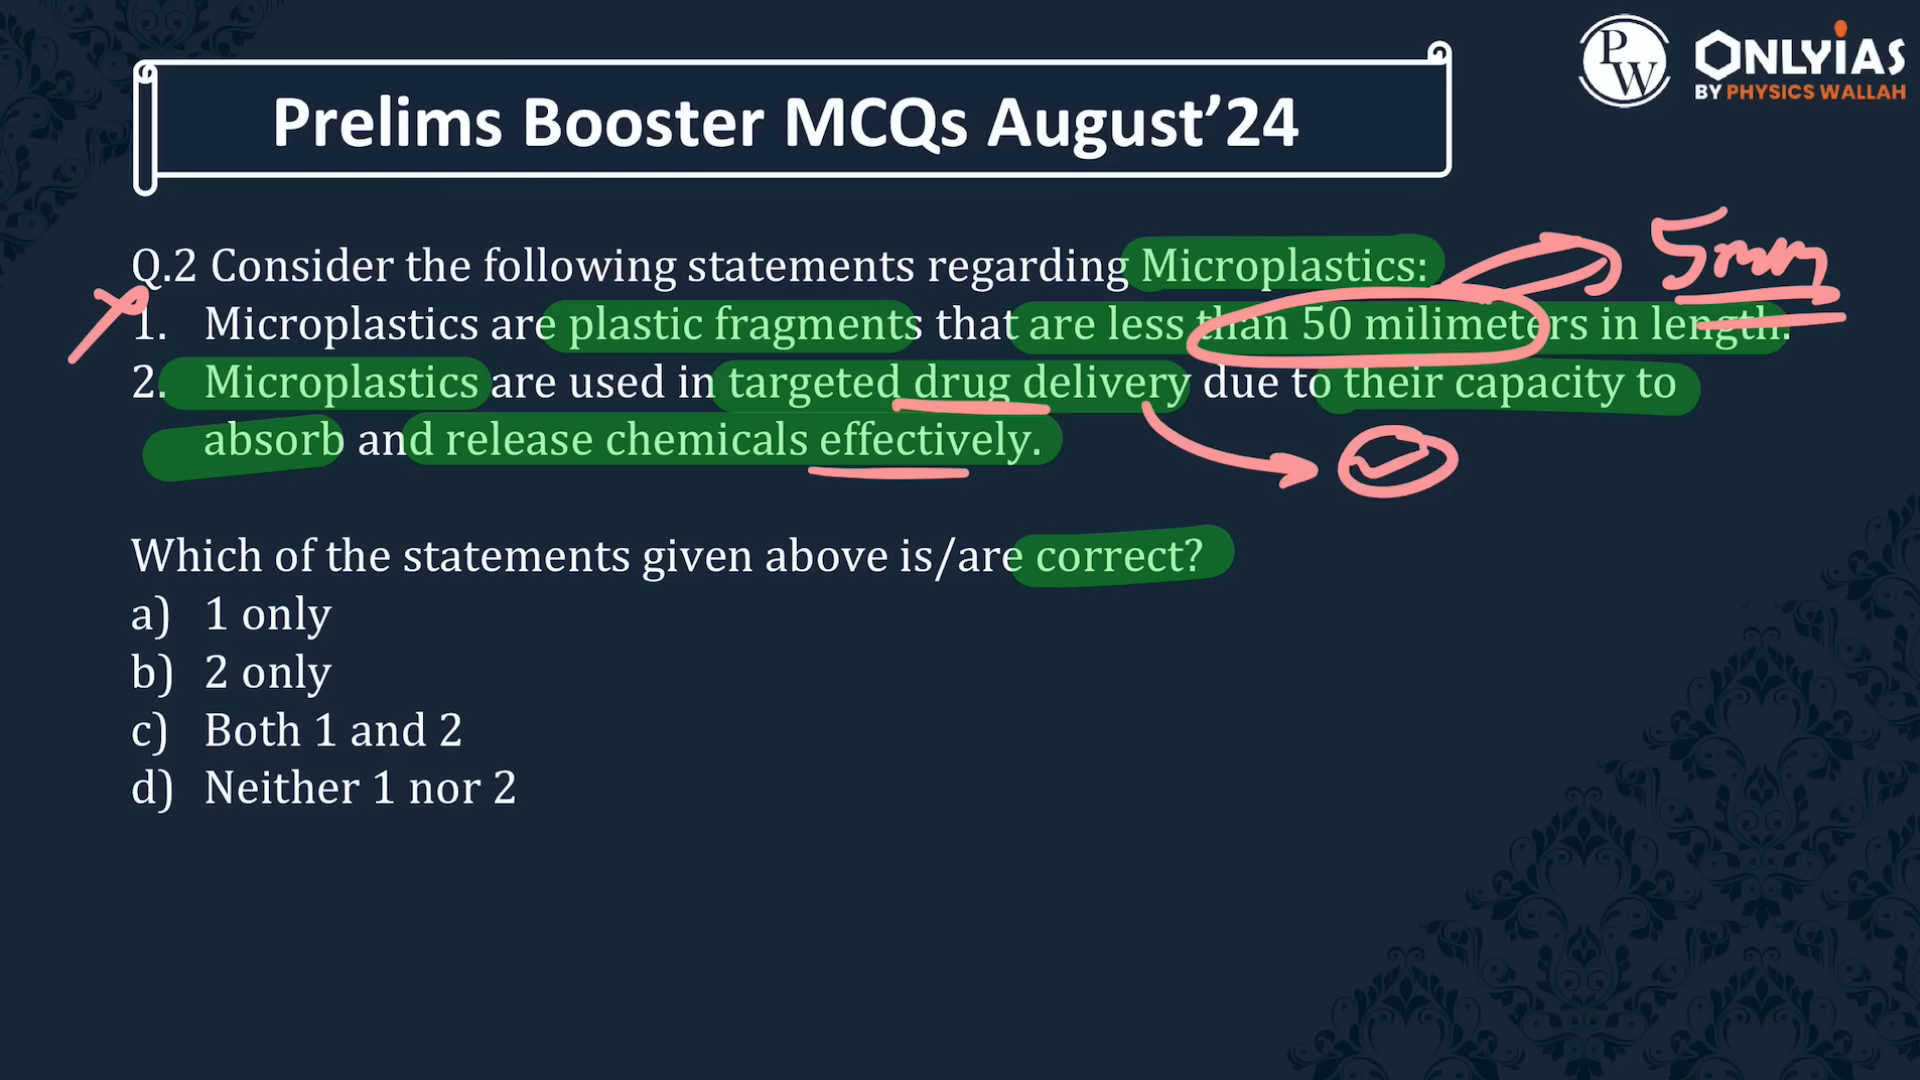 PW ONLYIAS
BY PHYSICS WALLAH
Prelims Booster MCQs August’24
5mm
Q.2 Consider the following statements regarding Microplastics:
1. Microplastics are plastic fragments that are less than 50 milimeters in length.
2. Microplastics are used in targeted drug delivery due to their capacity to
absorb and release chemicals effectively.
Which of the statements given above is/are correct?
a) 1 only
b) 2 only
c) Both 1 and 2
d) Neither 1 nor 2